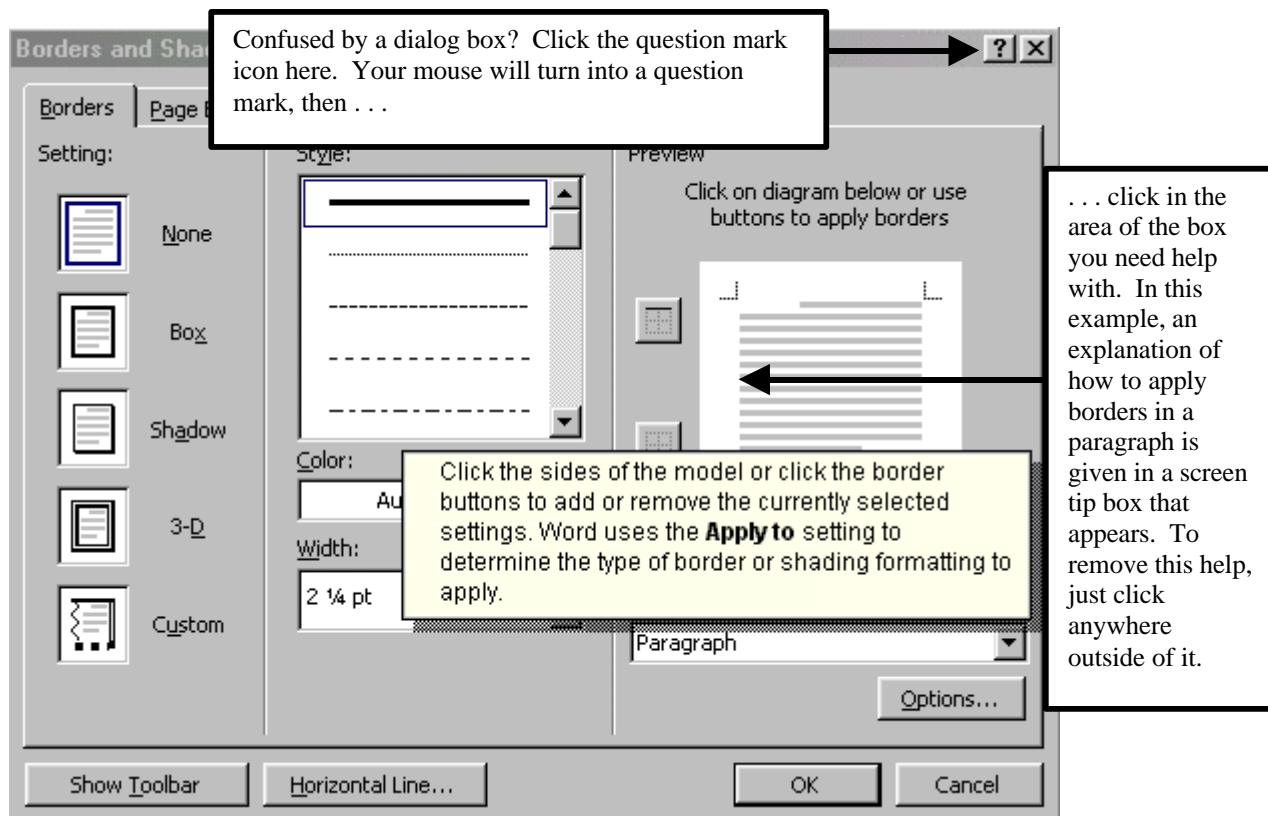 Borders and Sha
Confused by a dialog box? Click the question mark
icon here. Your mouse will turn into a question
mark, then . . .
? X
Borders
Page B
Setting:
None
Box
Shadow
3-D
Custom
Style:
Color:
Au
Width:
2 ¼ pt
Preview
Click on diagram below or use
buttons to apply borders
Click the sides of the model or click the border
buttons to add or remove the currently selected
settings. Word uses the Apply to setting to
determine the type of border or shading formatting to
apply.
Paragraph
Options...
. . . click in the
area of the box
you need help
with. In this
example, an
explanation of
how to apply
borders in a
paragraph is
given in a screen
tip box that
appears. To
remove this help,
just click
anywhere
outside of it.
Show Toolbar
Horizontal Line...
OK
Cancel